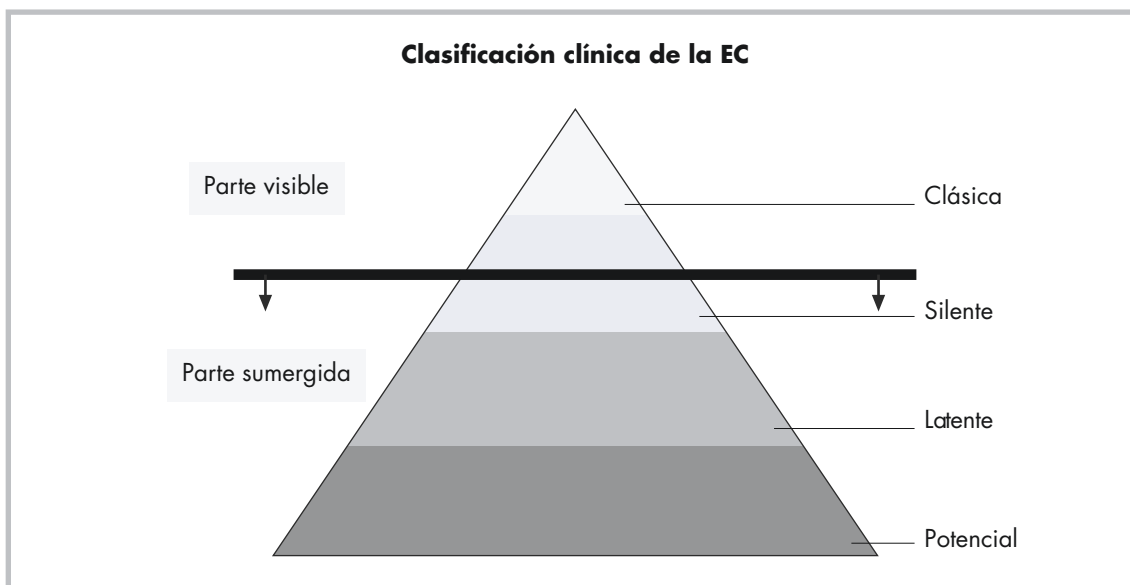 Clasificación clínica de la EC
Parte visible
Clásica
Silente
Parte sumergida
Latente
Potencial